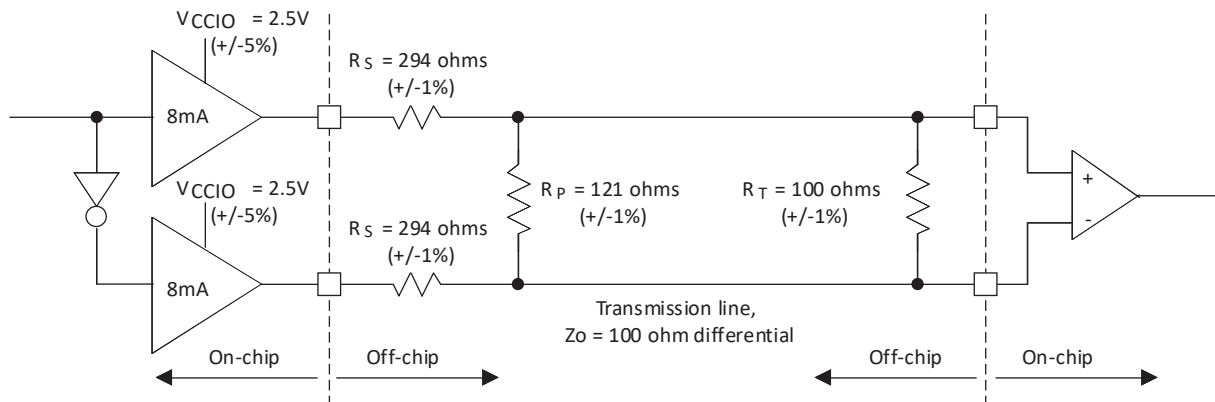 VCCIO = 2.5V
(+/-5%)
8mA
RS = 294 ohms
(+/-1%)
VCCIO = 2.5V
(+/-5%)
8mA
RS = 294 ohms
(+/-1%)
RP = 121 ohms
(+/-1%)
RT = 100 ohms
(+/-1%)
+
-
Transmission line,
Zo = 100 ohm differential
On-chip
Off-chip
Off-chip
On-chip